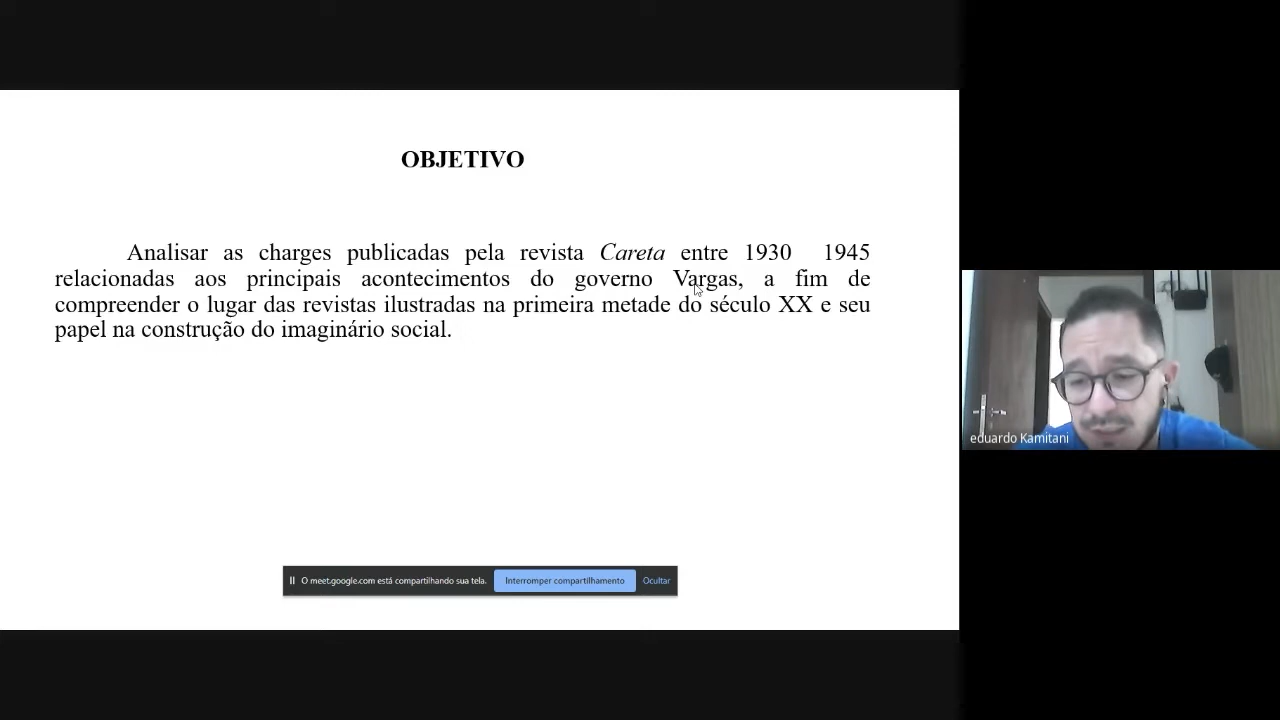 OBJETIVO
Analisar as charges publicadas pela revista Careta entre 1930 1945
relacionadas aos principais acontecimentos do governo Vargas, a fim de
compreender o lugar das revistas ilustradas na primeira metade do século XX e seu
papel na construção do imaginário social.
eduardo Kamitani
O meet.google.com está compartilhando sua tela. Interromper compartilhamento Ocultar